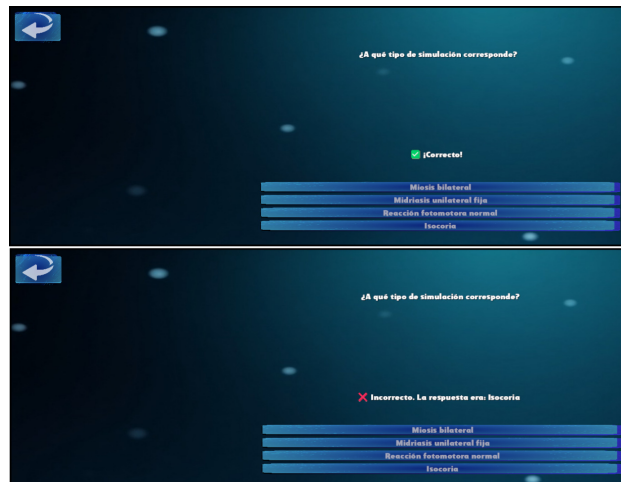 ¿A qué tipo de simulación corresponde?
✅ ¡Correcto!
Miosis bilateral
Midriasis unilateral fija
Reacción fotomotora normal
Isocoria
¿A qué tipo de simulación corresponde?
❌ Incorrecto. La respuesta era: Isocoria
Miosis bilateral
Midriasis unilateral fija
Reacción fotomotora normal
Isocoria